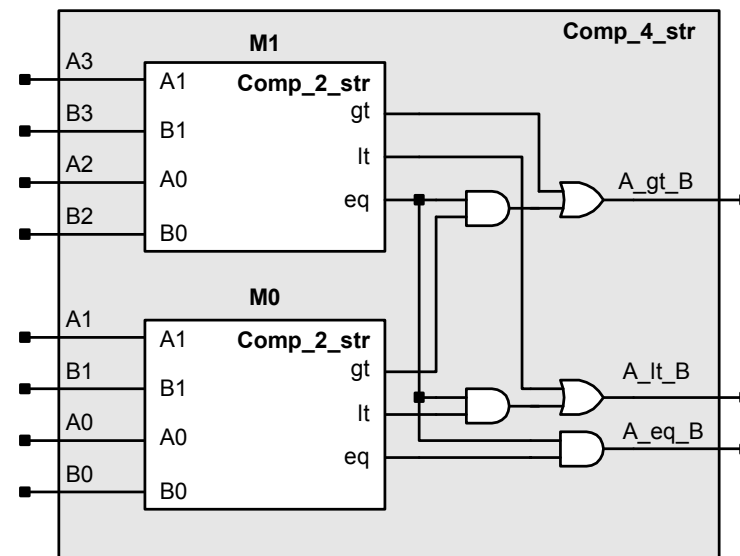 Comp_4_str
M1
A3
B3
A2
B2
Comp_2_str
A1
B1
A0
B0
gt
lt
eq
A_gt_B
M0
A1
B1
A0
B0
Comp_2_str
A1
B1
A0
B0
gt
lt
eq
A_lt_B
A_eq_B